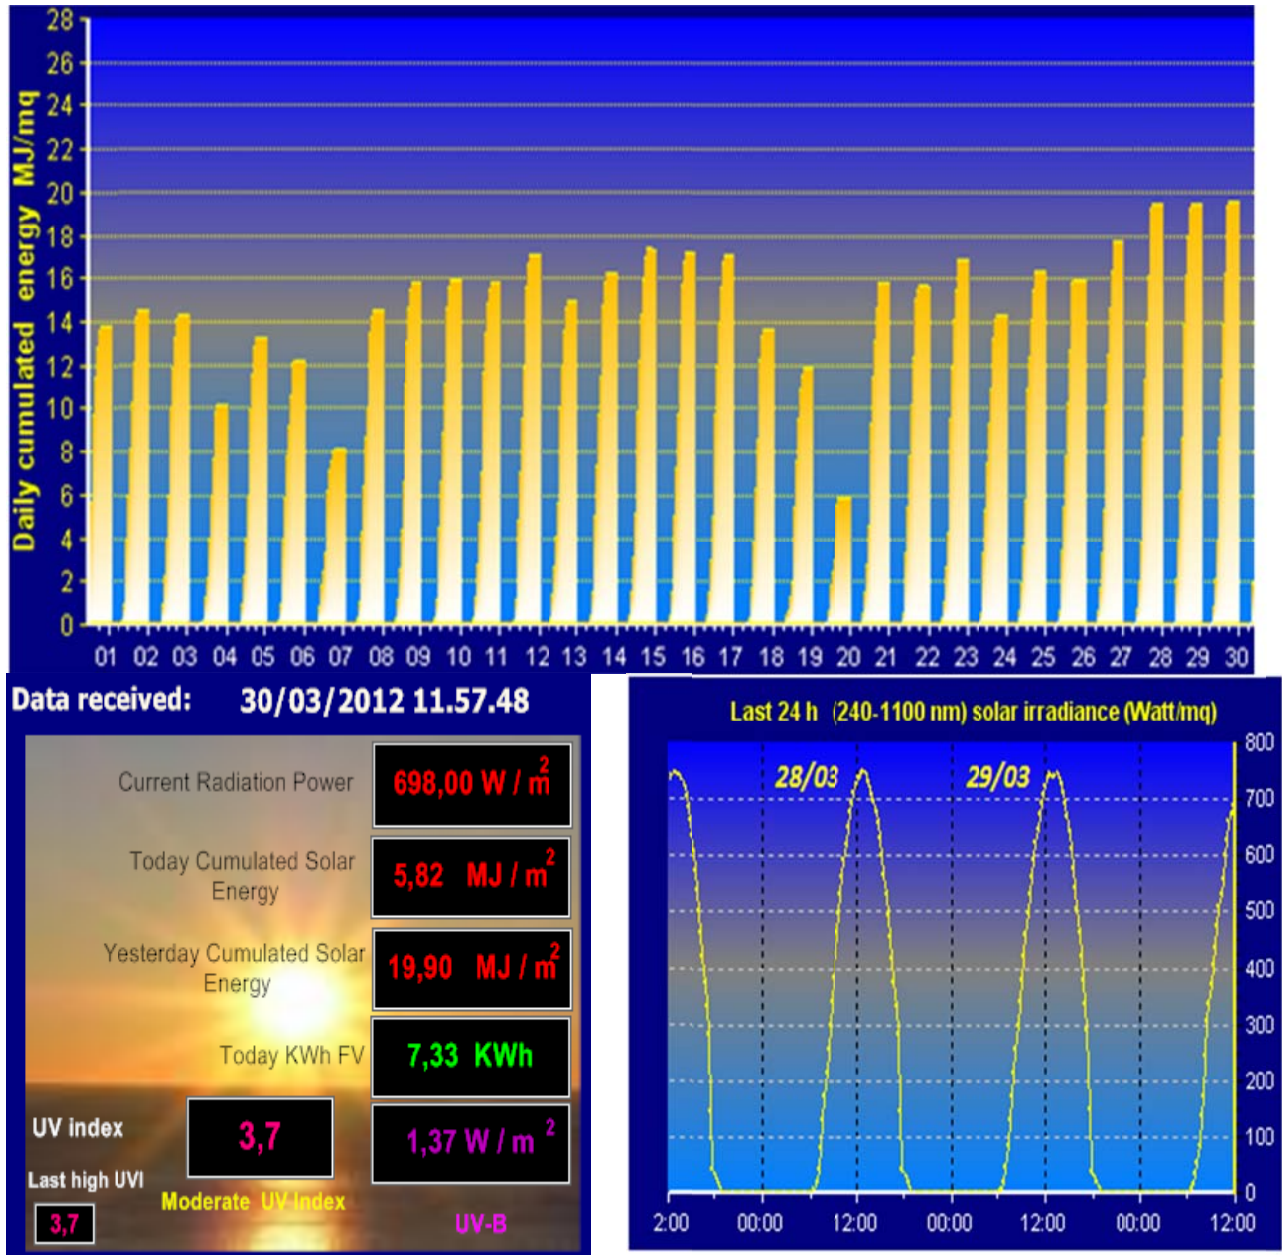 Daily cumulated energy MJ/mq
28
26
24
22
20
18
16
14
12
10
8
6
4
2
0
01 02 03 04 05 06 07 08 09 10 11 12 13 14 15 16 17 18 19 20 21 22 23 24 25 26 27 28 29 30
Data received: 30/03/2012 11.57.48
Current Radiation Power 698,00 W / m²
Today Cumulated Solar
Energy
5,82 MJ / m²
Yesterday Cumulated Solar
Energy
19,90 MJ / m²
Today KWh FV 7,33 KWh
UV index 3,7
1,37 W / m ²
Last high UVI
3,7
Moderate UV Index
UV-B
Last 24 h (240-1100 nm) solar irradiance (Watt/mq)
28/03 29/03
800
700
600
500
400
300
200
100
0
2:00 00:00 12:00 00:00 12:00 00:00 12:00